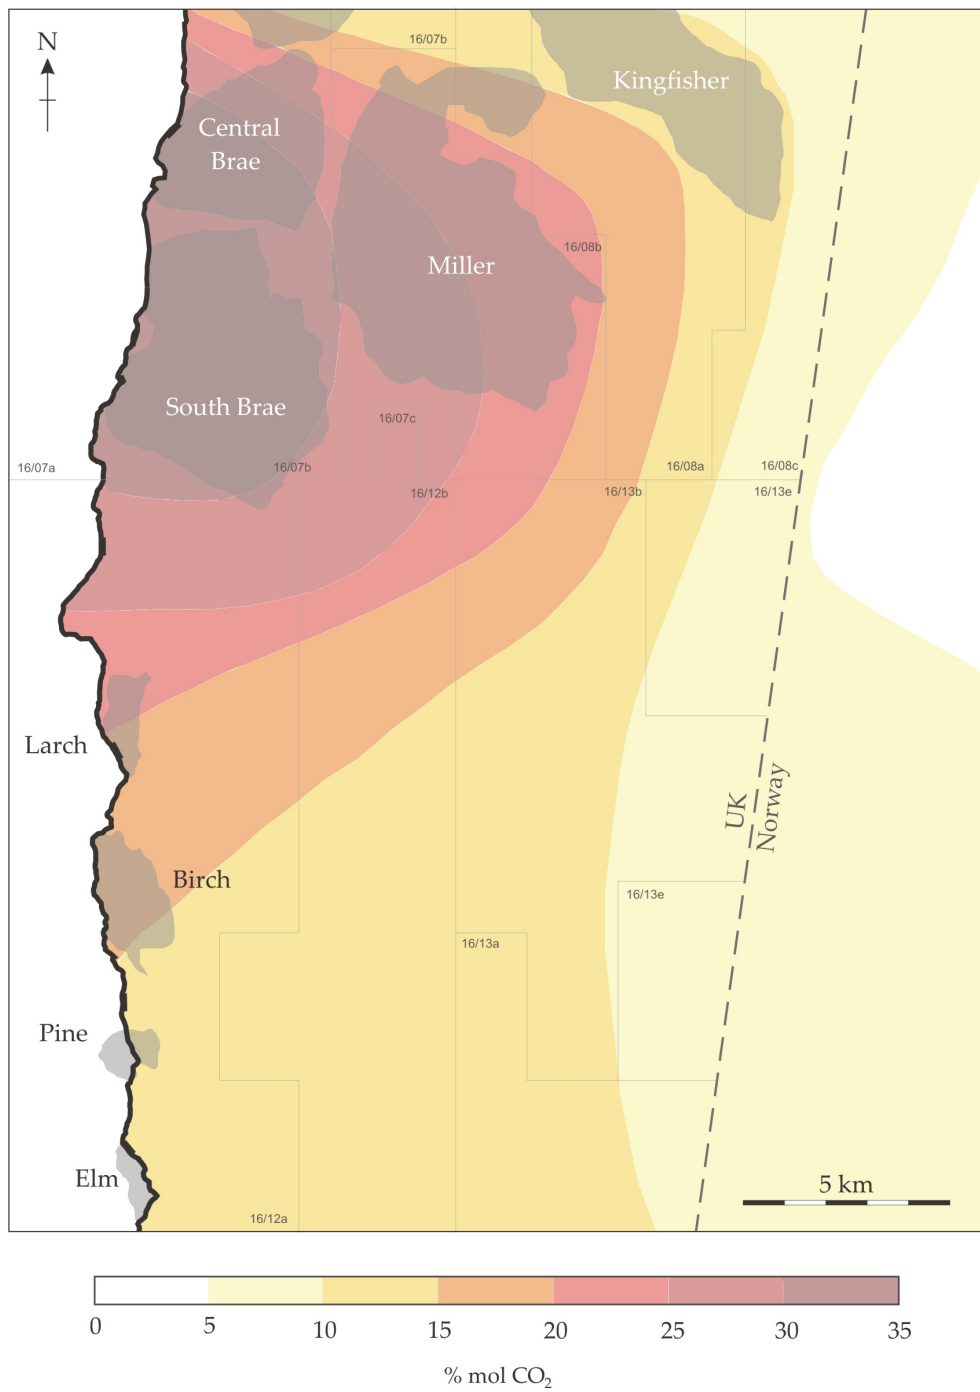 16/07b
N
Kingfisher
Central
Brae
16/08b
Miller
South Brae
16/07c
16/07a
16/07b
16/08a
16/08c
16/12b
16/13b
16/13e
Larch
UK
Norway
Birch
16/13e
16/13a
Pine
Elm
5 km
16/12a
0 5 10 15 20 25 30 35
% mol CO₂